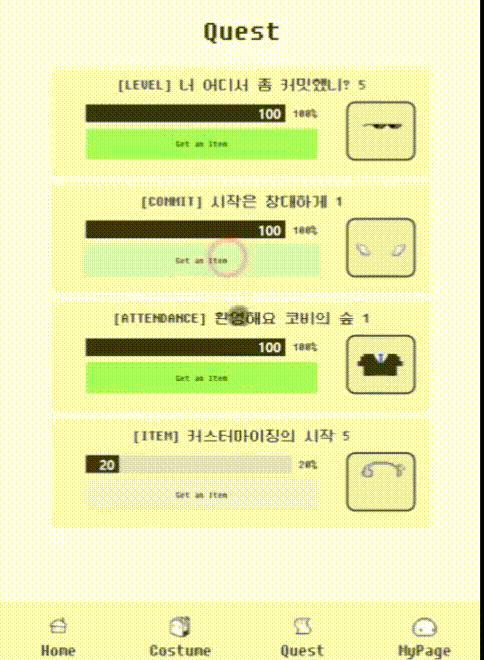 Quest
[LEVEL] 너 어디서 좀 커밋했니? 5
100 100%
Get an Item
[COMMIT] 시작은 창대하게 1
100 100%
Get an Item
[ATTENDANCE] 환영해요 코비의 숲 1
100 100%
Get an Item
[ITEM] 커스터마이징의 시작 5
20 20%
Get an Item
Home Costume Quest MyPage